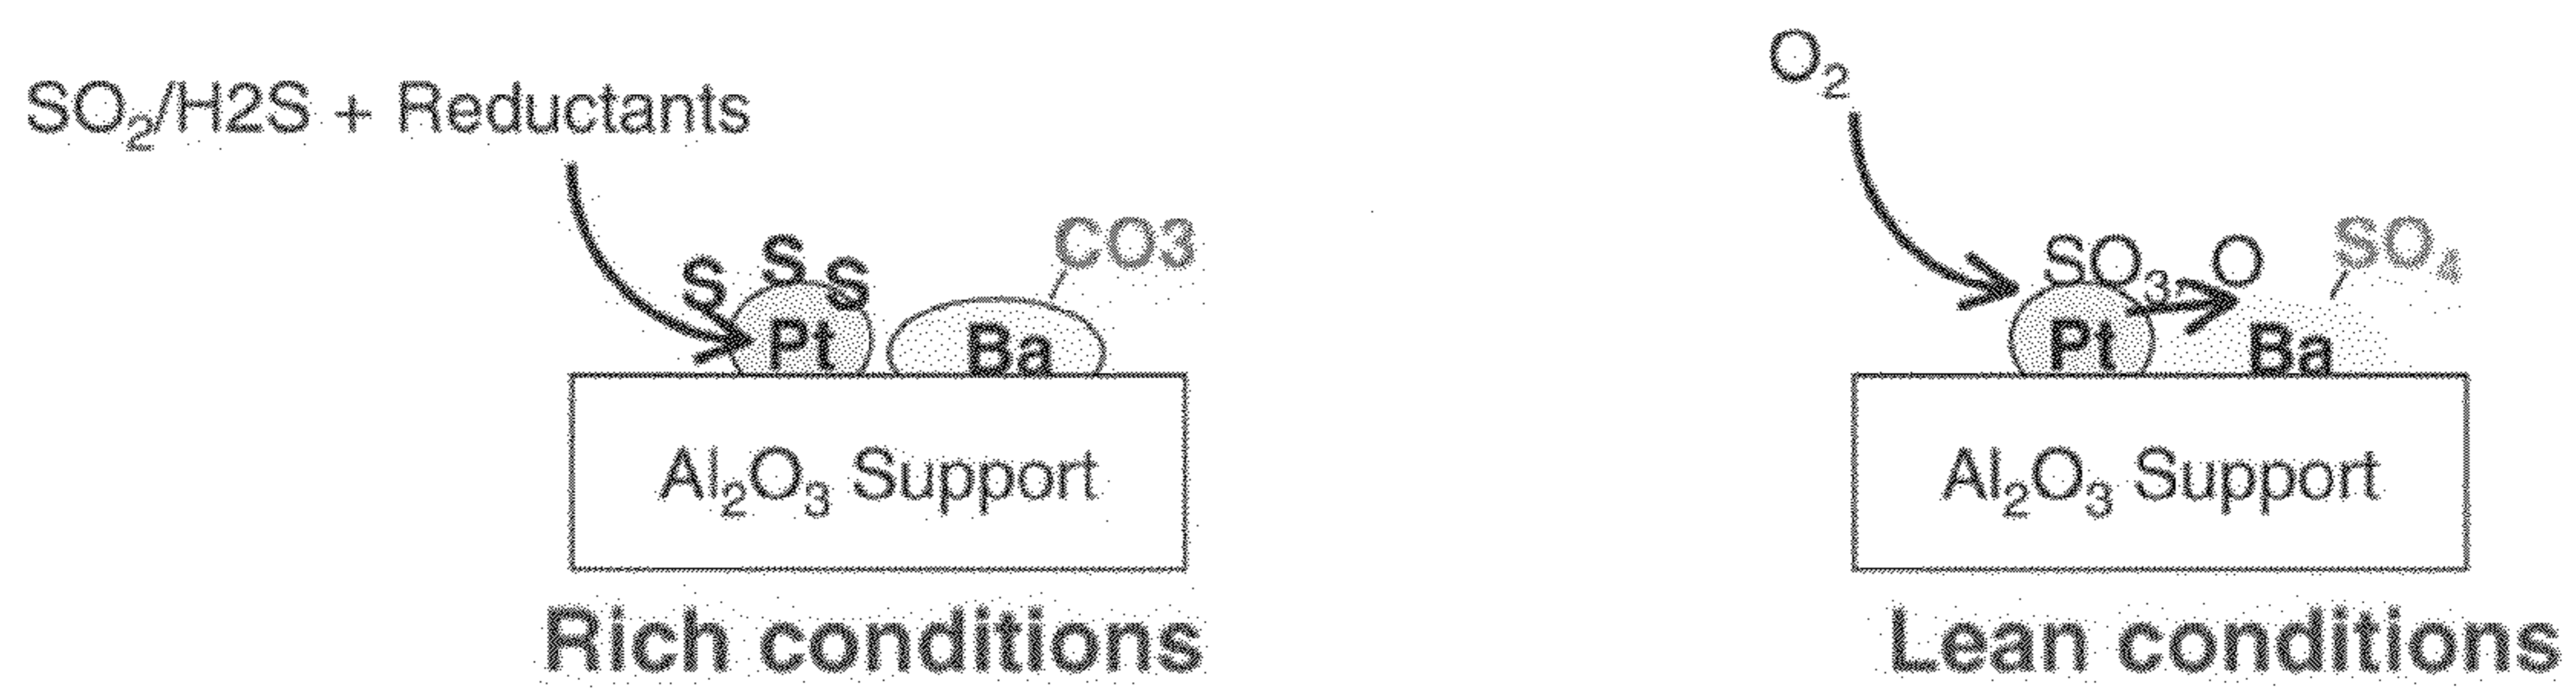 SO₂/H2S + Reductants
S S S
Pt
Ba
CO3
Al₂O₃ Support
Rich conditions
O₂
SO₃ O
SO₄
Pt
Ba
Al₂O₃ Support
Lean conditions